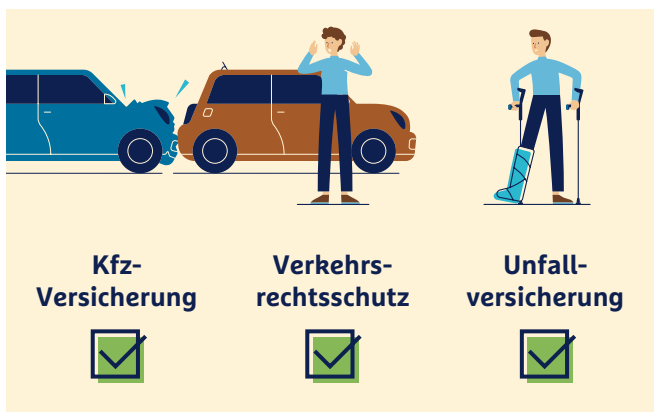 Kfz-
Versicherung
Verkehrs-
rechtsschutz
Unfall-
versicherung